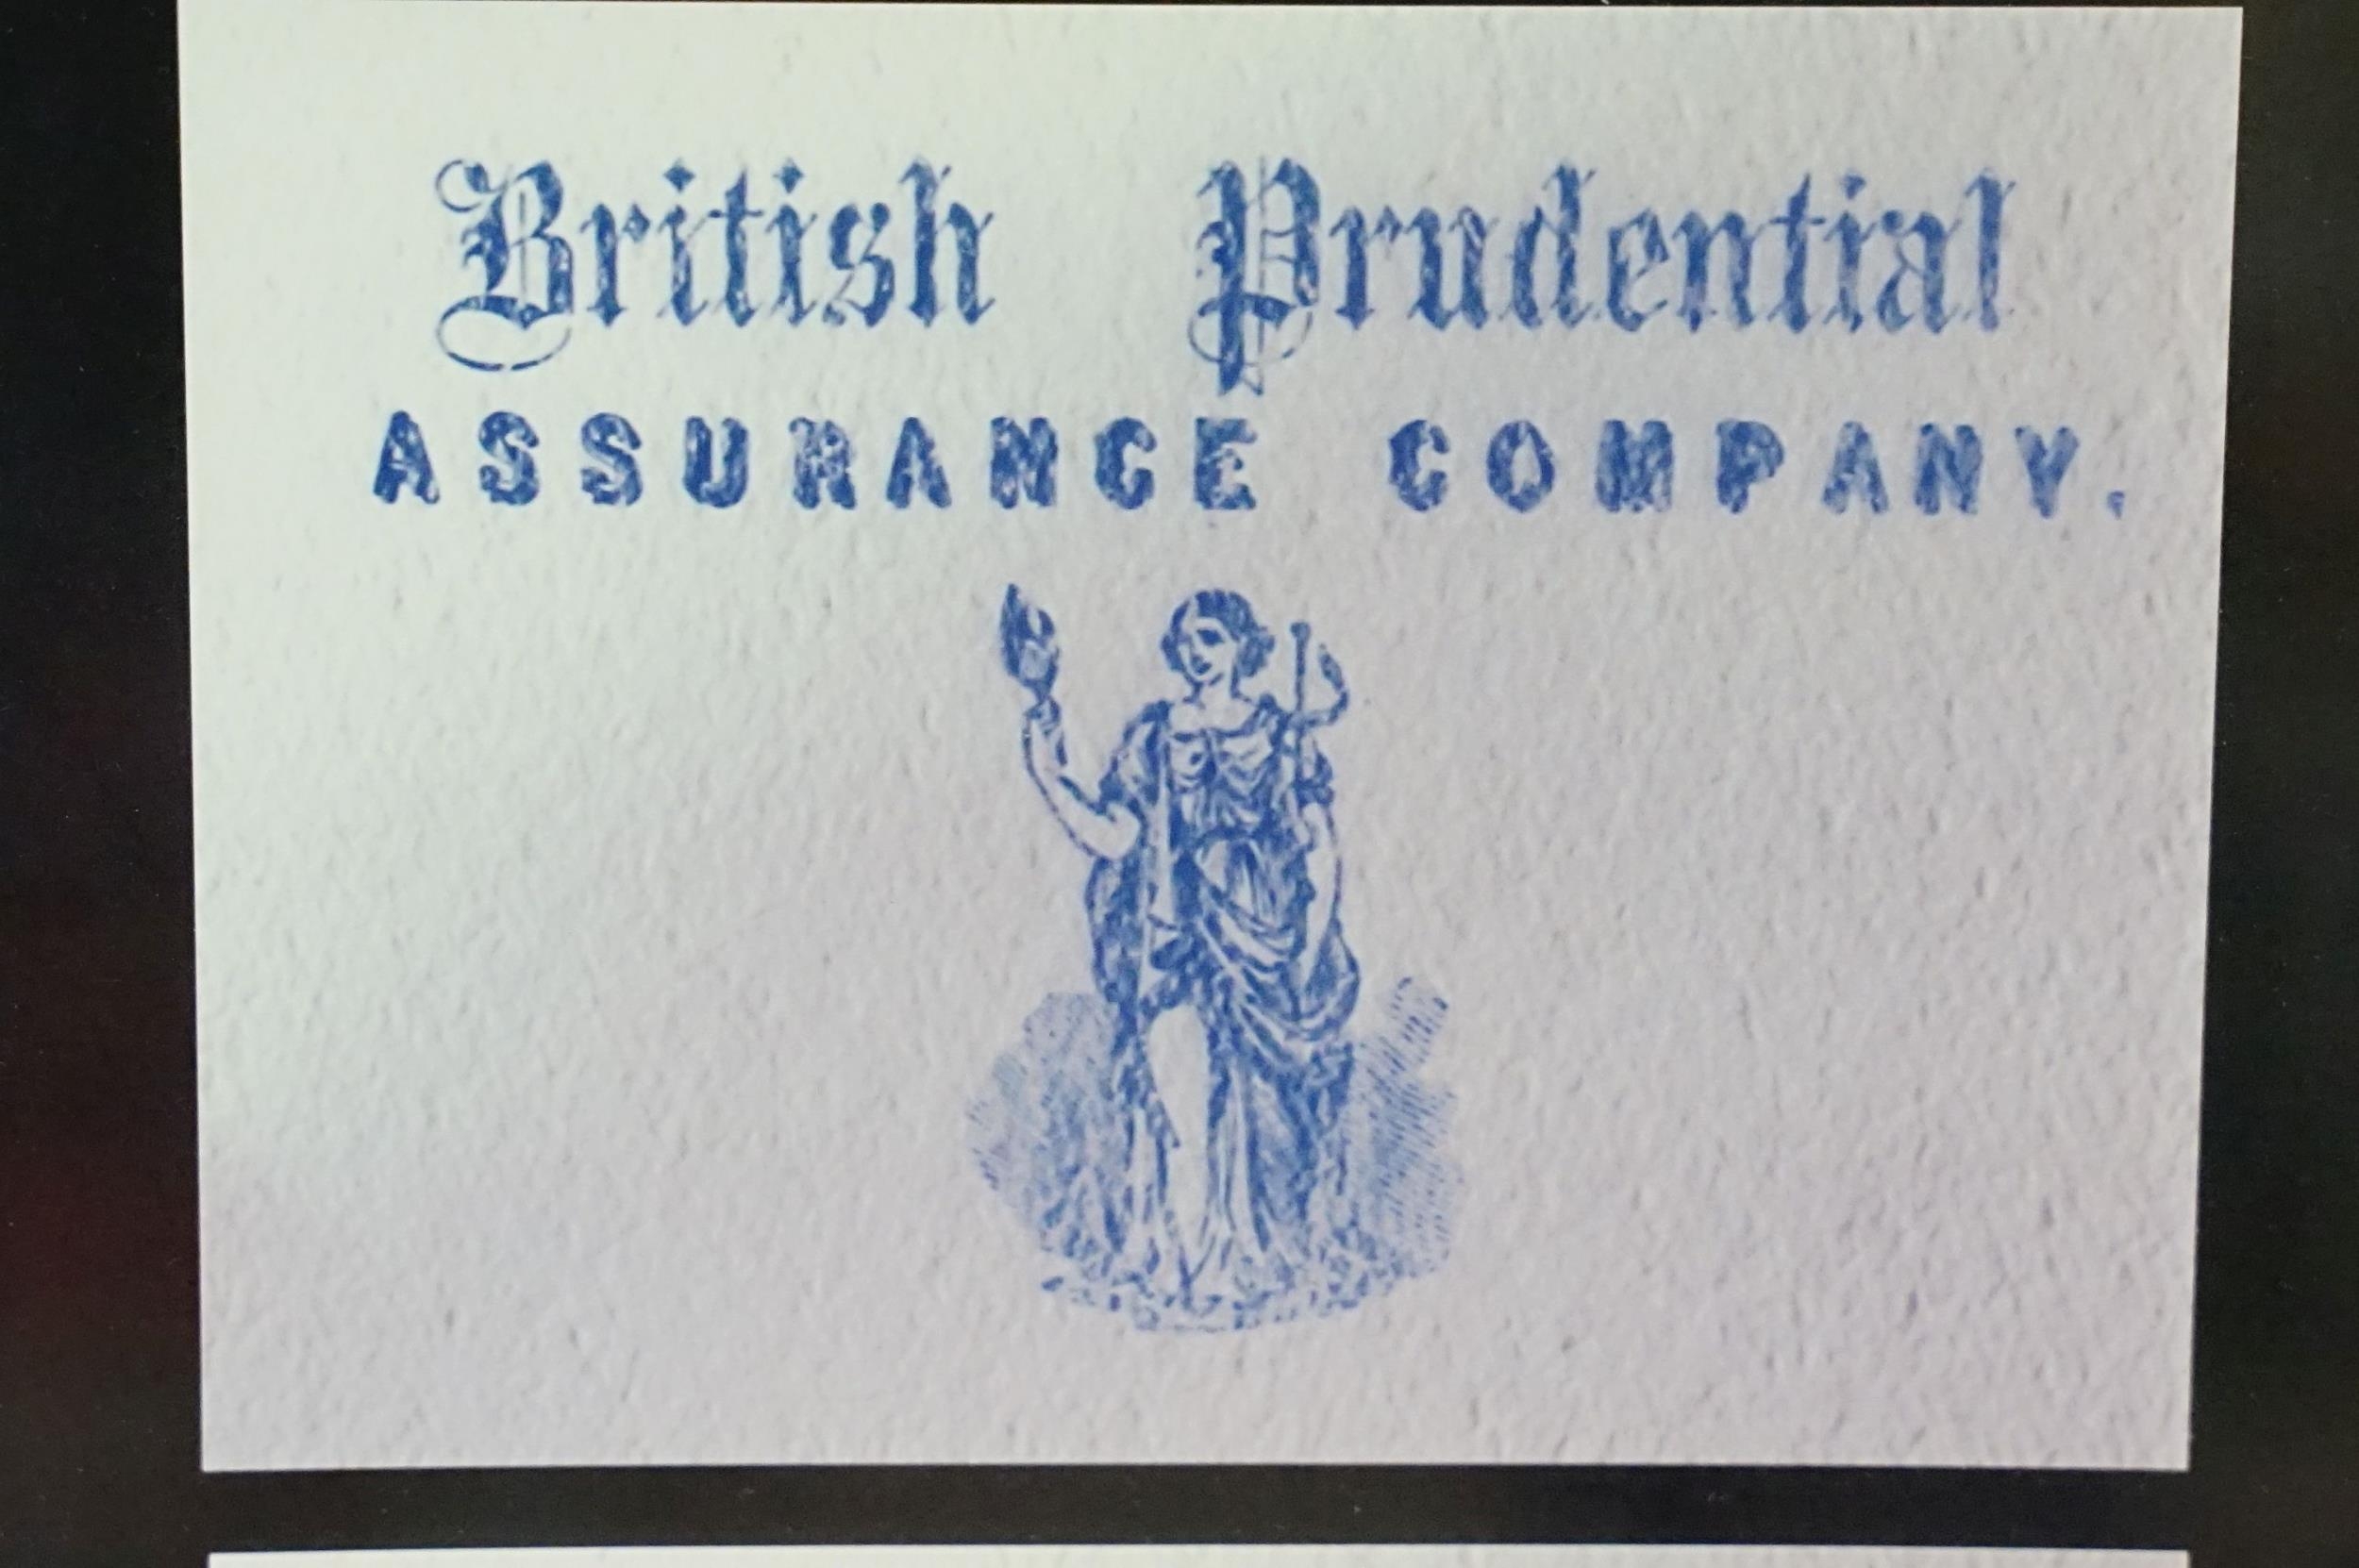 British Prudential
ASSURANCE COMPANY.